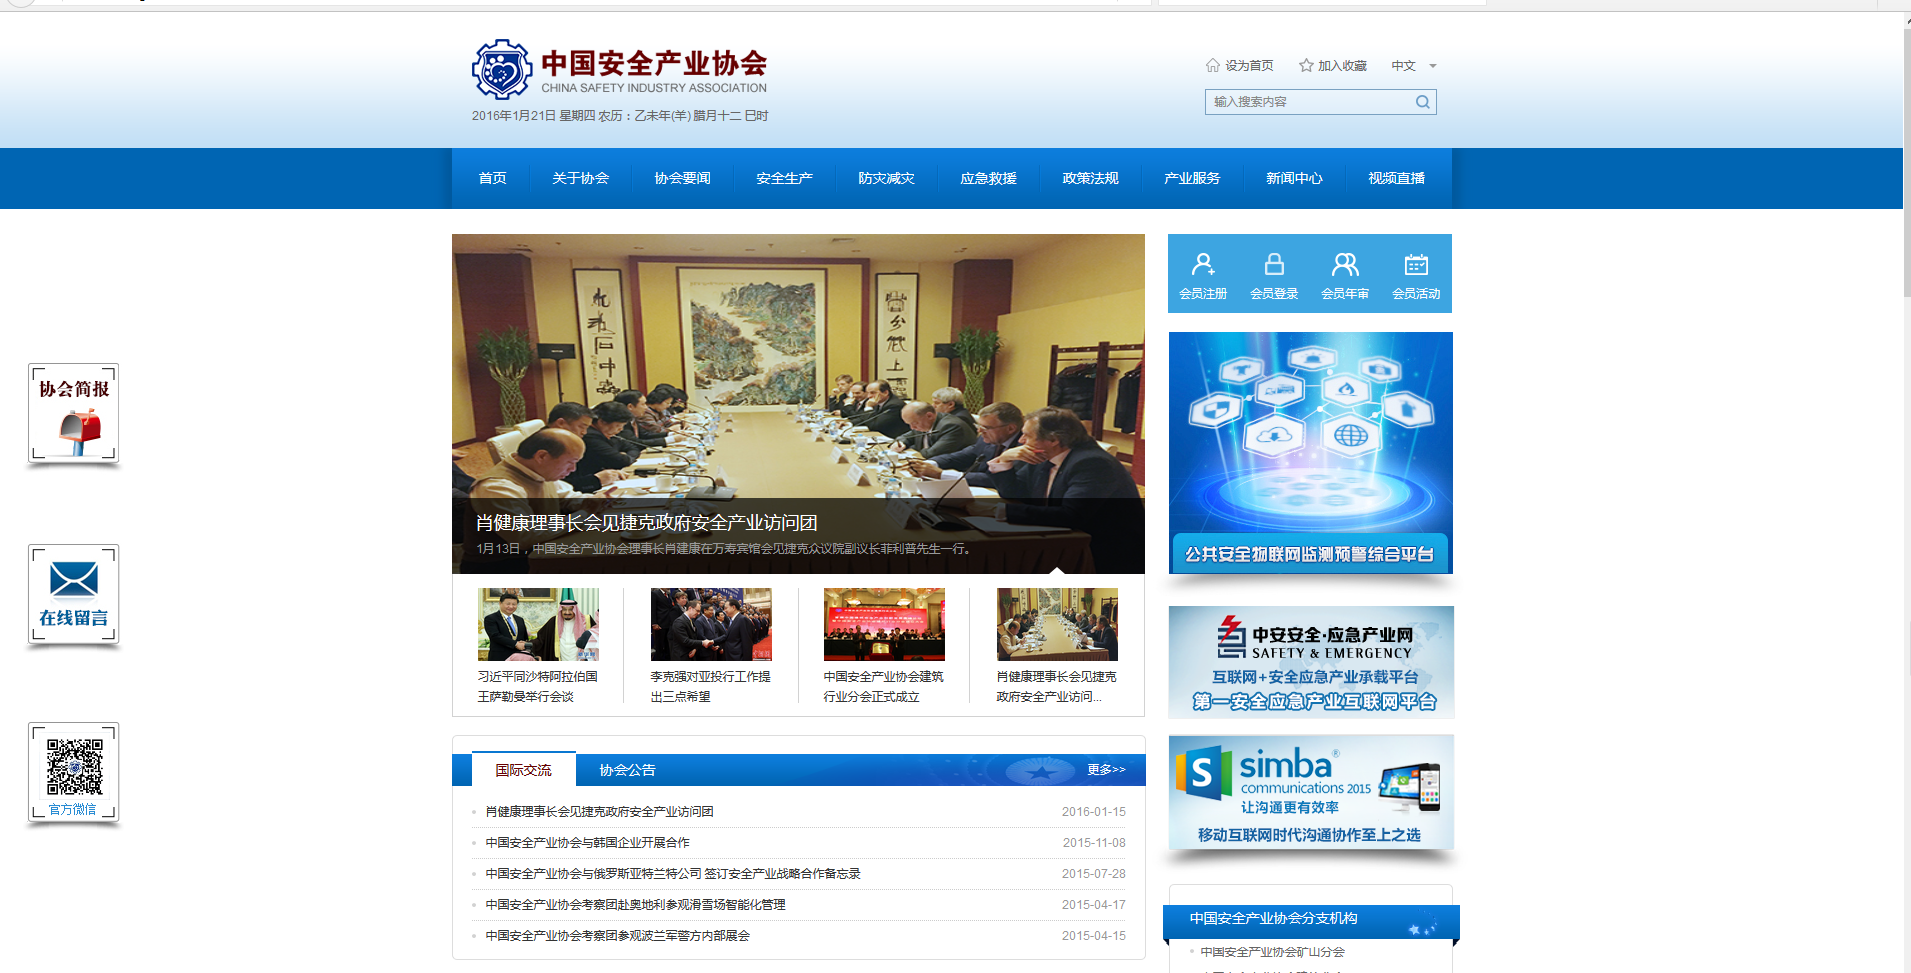 中国安全产业协会
CHINA SAFETY INDUSTRY ASSOCIATION
2016年1月21日 星期四 农历：乙未年(羊) 腊月十二 巳时
设为首页 加入收藏 中文
输入搜索内容
首页 关于协会 协会要闻 安全生产 防灾减灾 应急救援 政策法规 产业服务 新闻中心 视频直播
肖健康理事长会见捷克政府安全产业访问团
1月13日，中国安全产业协会理事长肖建康在万寿宾馆会见捷克众议院副议长菲利普先生一行。
习近平同沙特阿拉伯国
王萨勒曼举行会谈
李克强对亚投行工作提
出三点希望
中国安全产业协会建筑
行业分会正式成立
肖健康理事长会见捷克
政府安全产业访问...
国际交流 协会公告 更多>>
肖健康理事长会见捷克政府安全产业访问团 2016-01-15
中国安全产业协会与韩国企业开展合作 2015-11-08
中国安全产业协会与俄罗斯亚特兰特公司 签订安全产业战略合作备忘录 2015-07-28
中国安全产业协会考察团赴奥地利参观滑雪场智能化管理 2015-04-17
中国安全产业协会考察团参观波兰军警方内部展会 2015-04-15
会员注册 会员登录 会员年审 会员活动
公共安全物联网监测预警综合平台
中安安全·应急产业网
SAFETY & EMERGENCY
互联网+安全应急产业承载平台
第一安全应急产业互联网平台
simba®
communications 2015
让沟通更有效率
移动互联网时代沟通协作至上之选
中国安全产业协会分支机构
中国安全产业协会矿山分会
协会简报
在线留言
官方微信